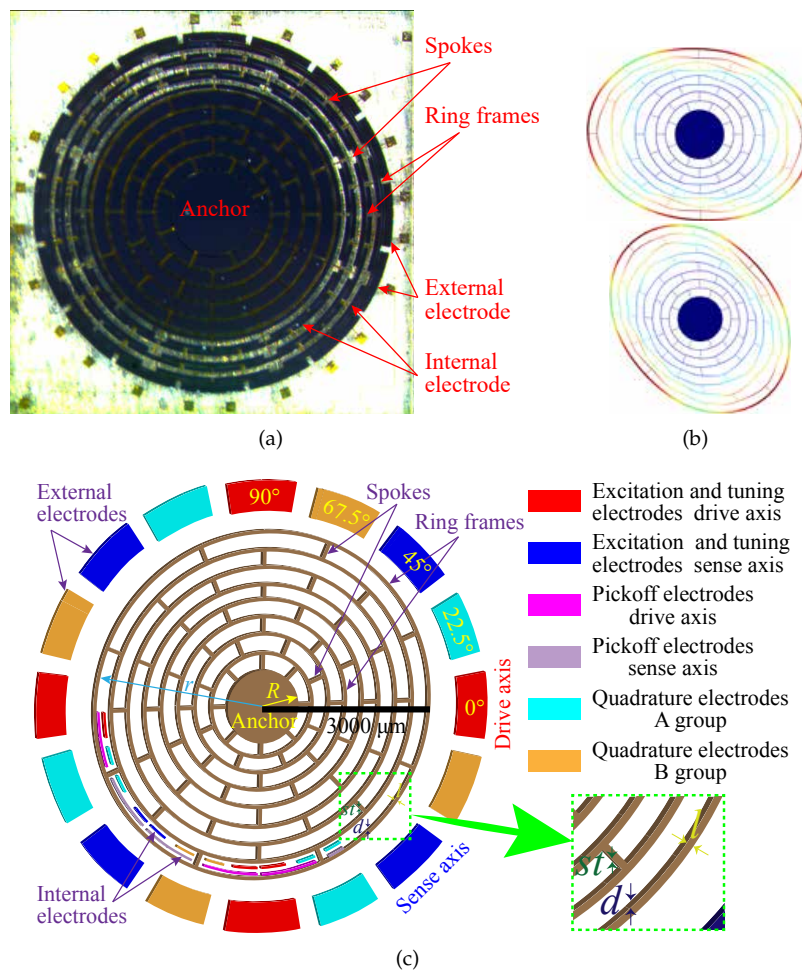 Spokes
Ring frames
Anchor
External
electrode
Internal
electrode
(a)
(b)
External
electrodes
90°
67.5°
Spokes
Ring frames
45°
22.5°
0°
Drive axis
r
R
Anchor
3000 μm
st
d
l
Internal
electrodes
Sense axis
Excitation and tuning
electrodes drive axis
Excitation and tuning
electrodes sense axis
Pickoff electrodes
drive axis
Pickoff electrodes
sense axis
Quadrature electrodes
A group
Quadrature electrodes
B group
st
d
l
(c)